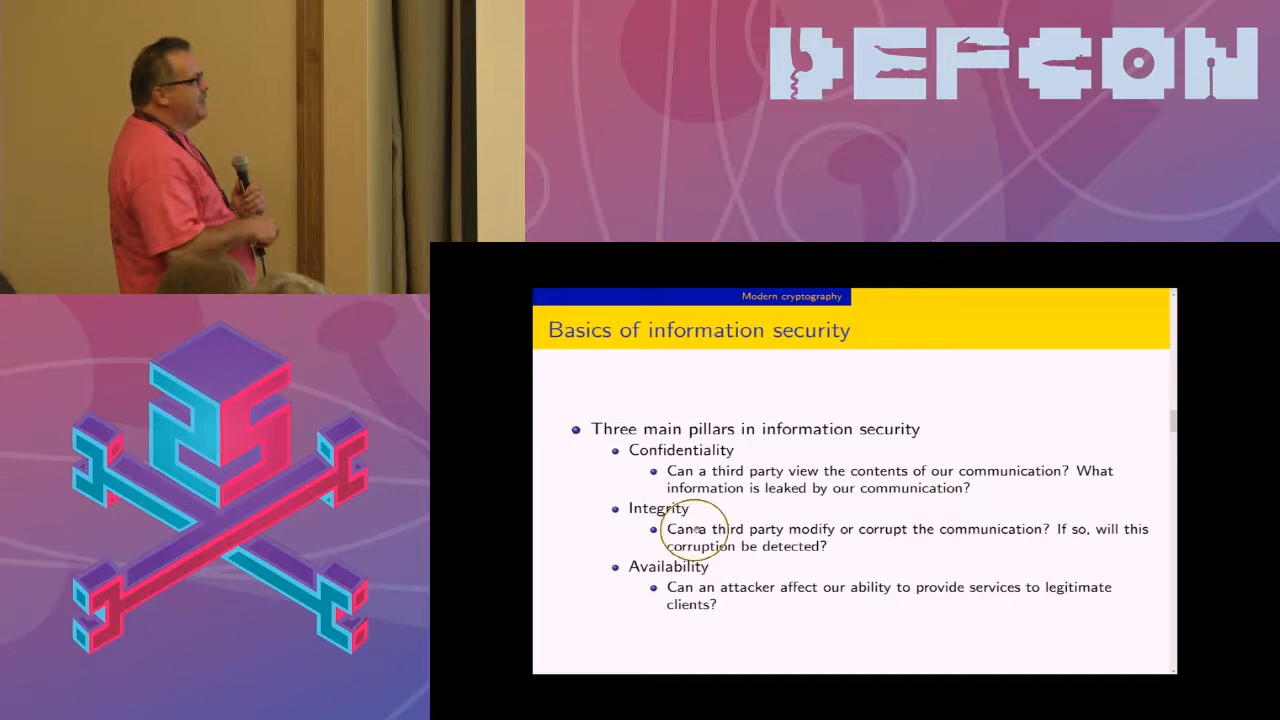 DEFCON
Modern cryptography
Basics of information security
Three main pillars in information security
Confidentiality
Can a third party view the contents of our communication? What
information is leaked by our communication?
Integrity
Can a third party modify or corrupt the communication? If so, will this
corruption be detected?
Availability
Can an attacker affect our ability to provide services to legitimate
clients?